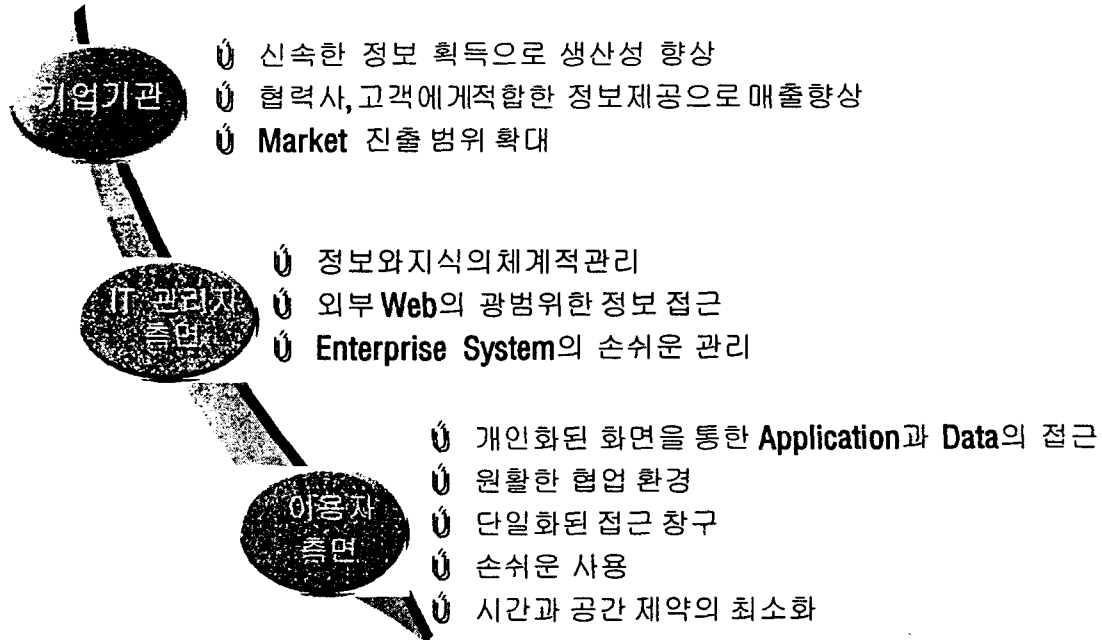 기업기관
Ú 신속한 정보 획득으로 생산성 향상
Ú 협력사,고객에게적합한 정보제공으로매출향상
Ú Market 진출범위확대
IT 관리자
측면
Ú 정보와지식의체계적관리
Ú 외부Web의 광범위한정보접근
Ú Enterprise System의 손쉬운 관리
이용자
측면
Ú 개인화된 화면을통한Application과 Data의 접근
Ú 원활한 협업 환경
Ú 단일화된접근창구
Ú 손쉬운 사용
Ú 시간과 공간 제약의 최소화